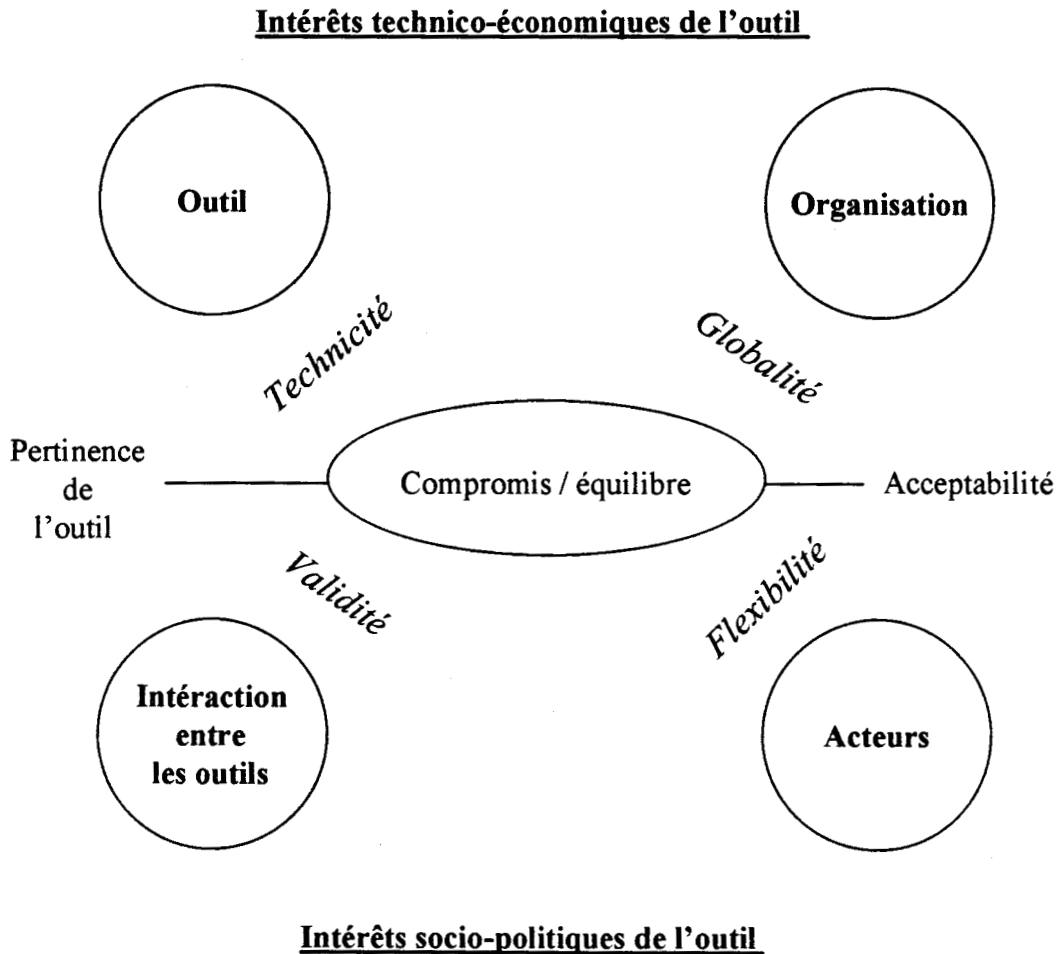 Intérêts technico-économiques de l'outil
Outil
Organisation
Technicité
Globalité
Pertinence
de
l'outil
Compromis / équilibre
Acceptabilité
Validité
Flexibilité
Intéraction
entre
les outils
Acteurs
Intérêts socio-politiques de l'outil